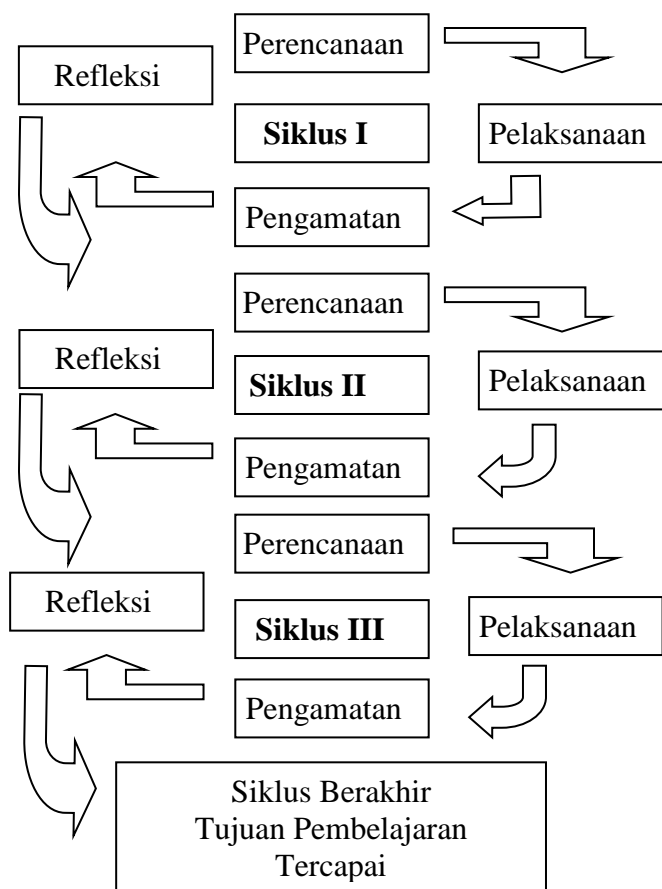 Perencanaan
Refleksi
Siklus I
Pelaksanaan
Pengamatan
Perencanaan
Refleksi
Siklus II
Pelaksanaan
Pengamatan
Perencanaan
Refleksi
Siklus III
Pelaksanaan
Pengamatan
Siklus Berakhir
Tujuan Pembelajaran
Tercapai